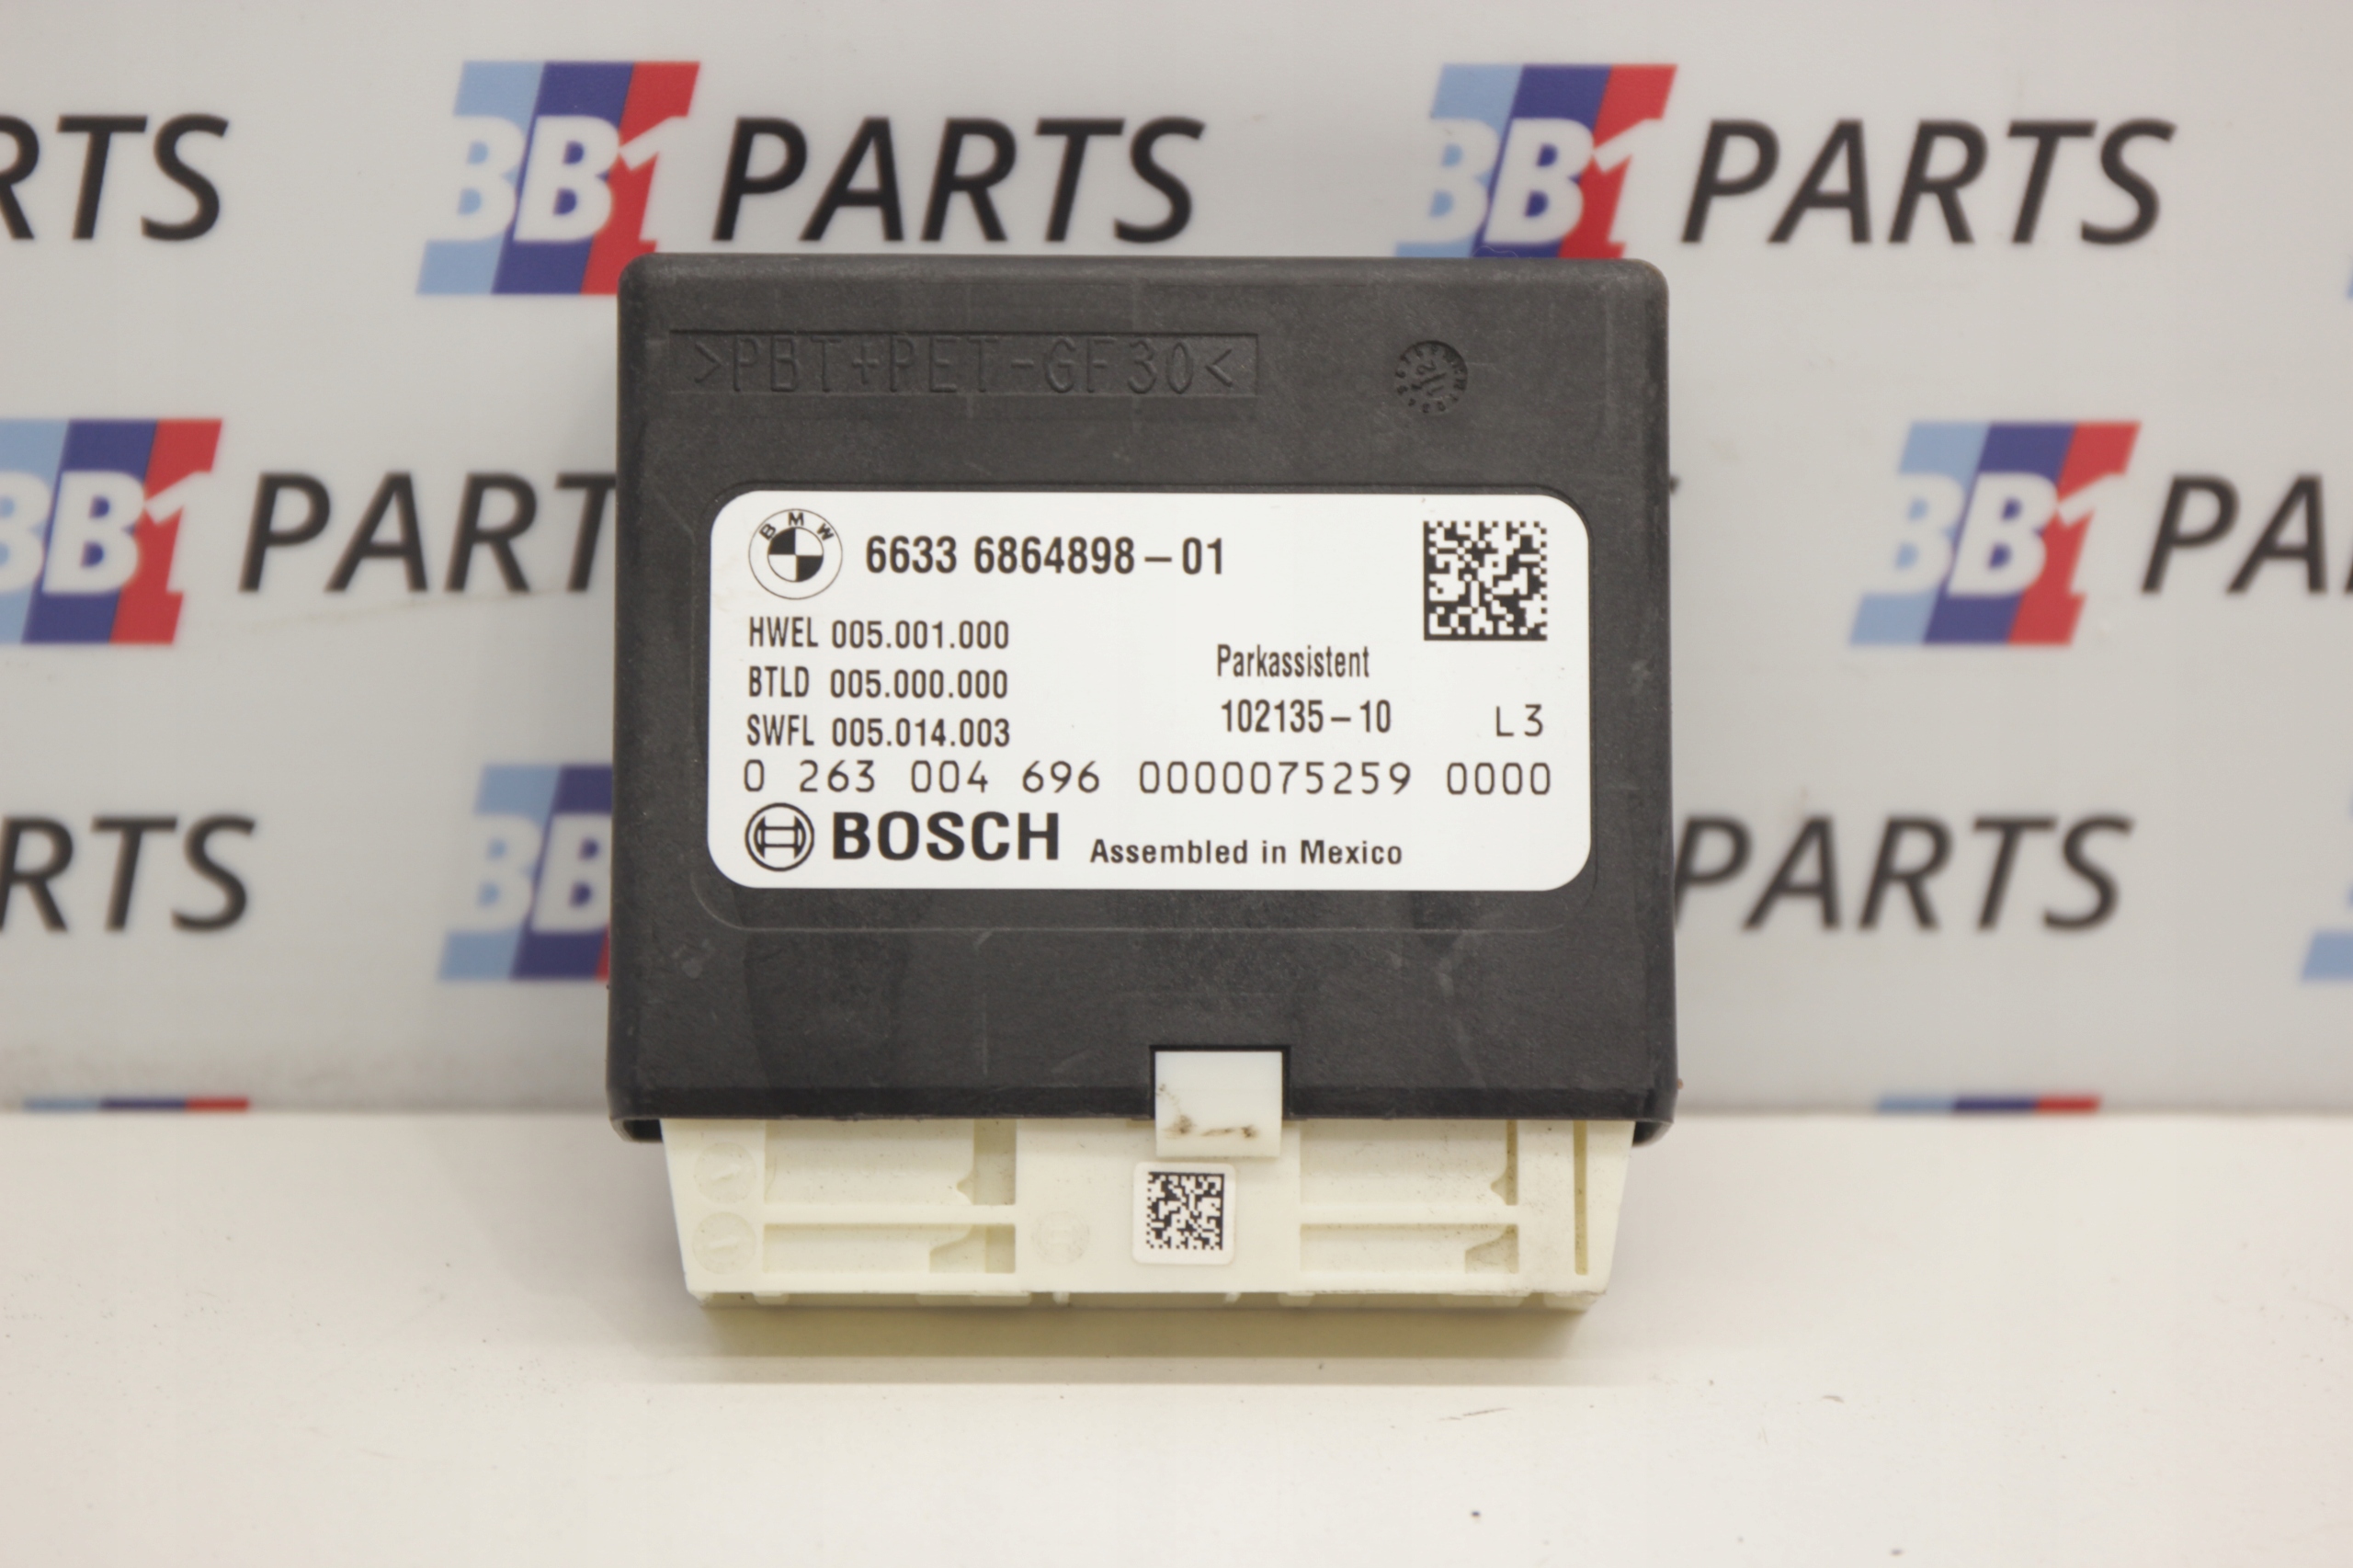 RTS
BB1 PARTS
BB1 PARTS
>PBT+PET-GF30<
BB1 PART
BB1 PA
BMW
6633 6864898-01
HWEL 005.001.000
BTLD 005.000.000
SWFL 005.014.003
Parkassistent
102135-10 L3
0 263 004 696 0000075259 0000
BOSCH Assembled in Mexico
RTS
BB
PARTS